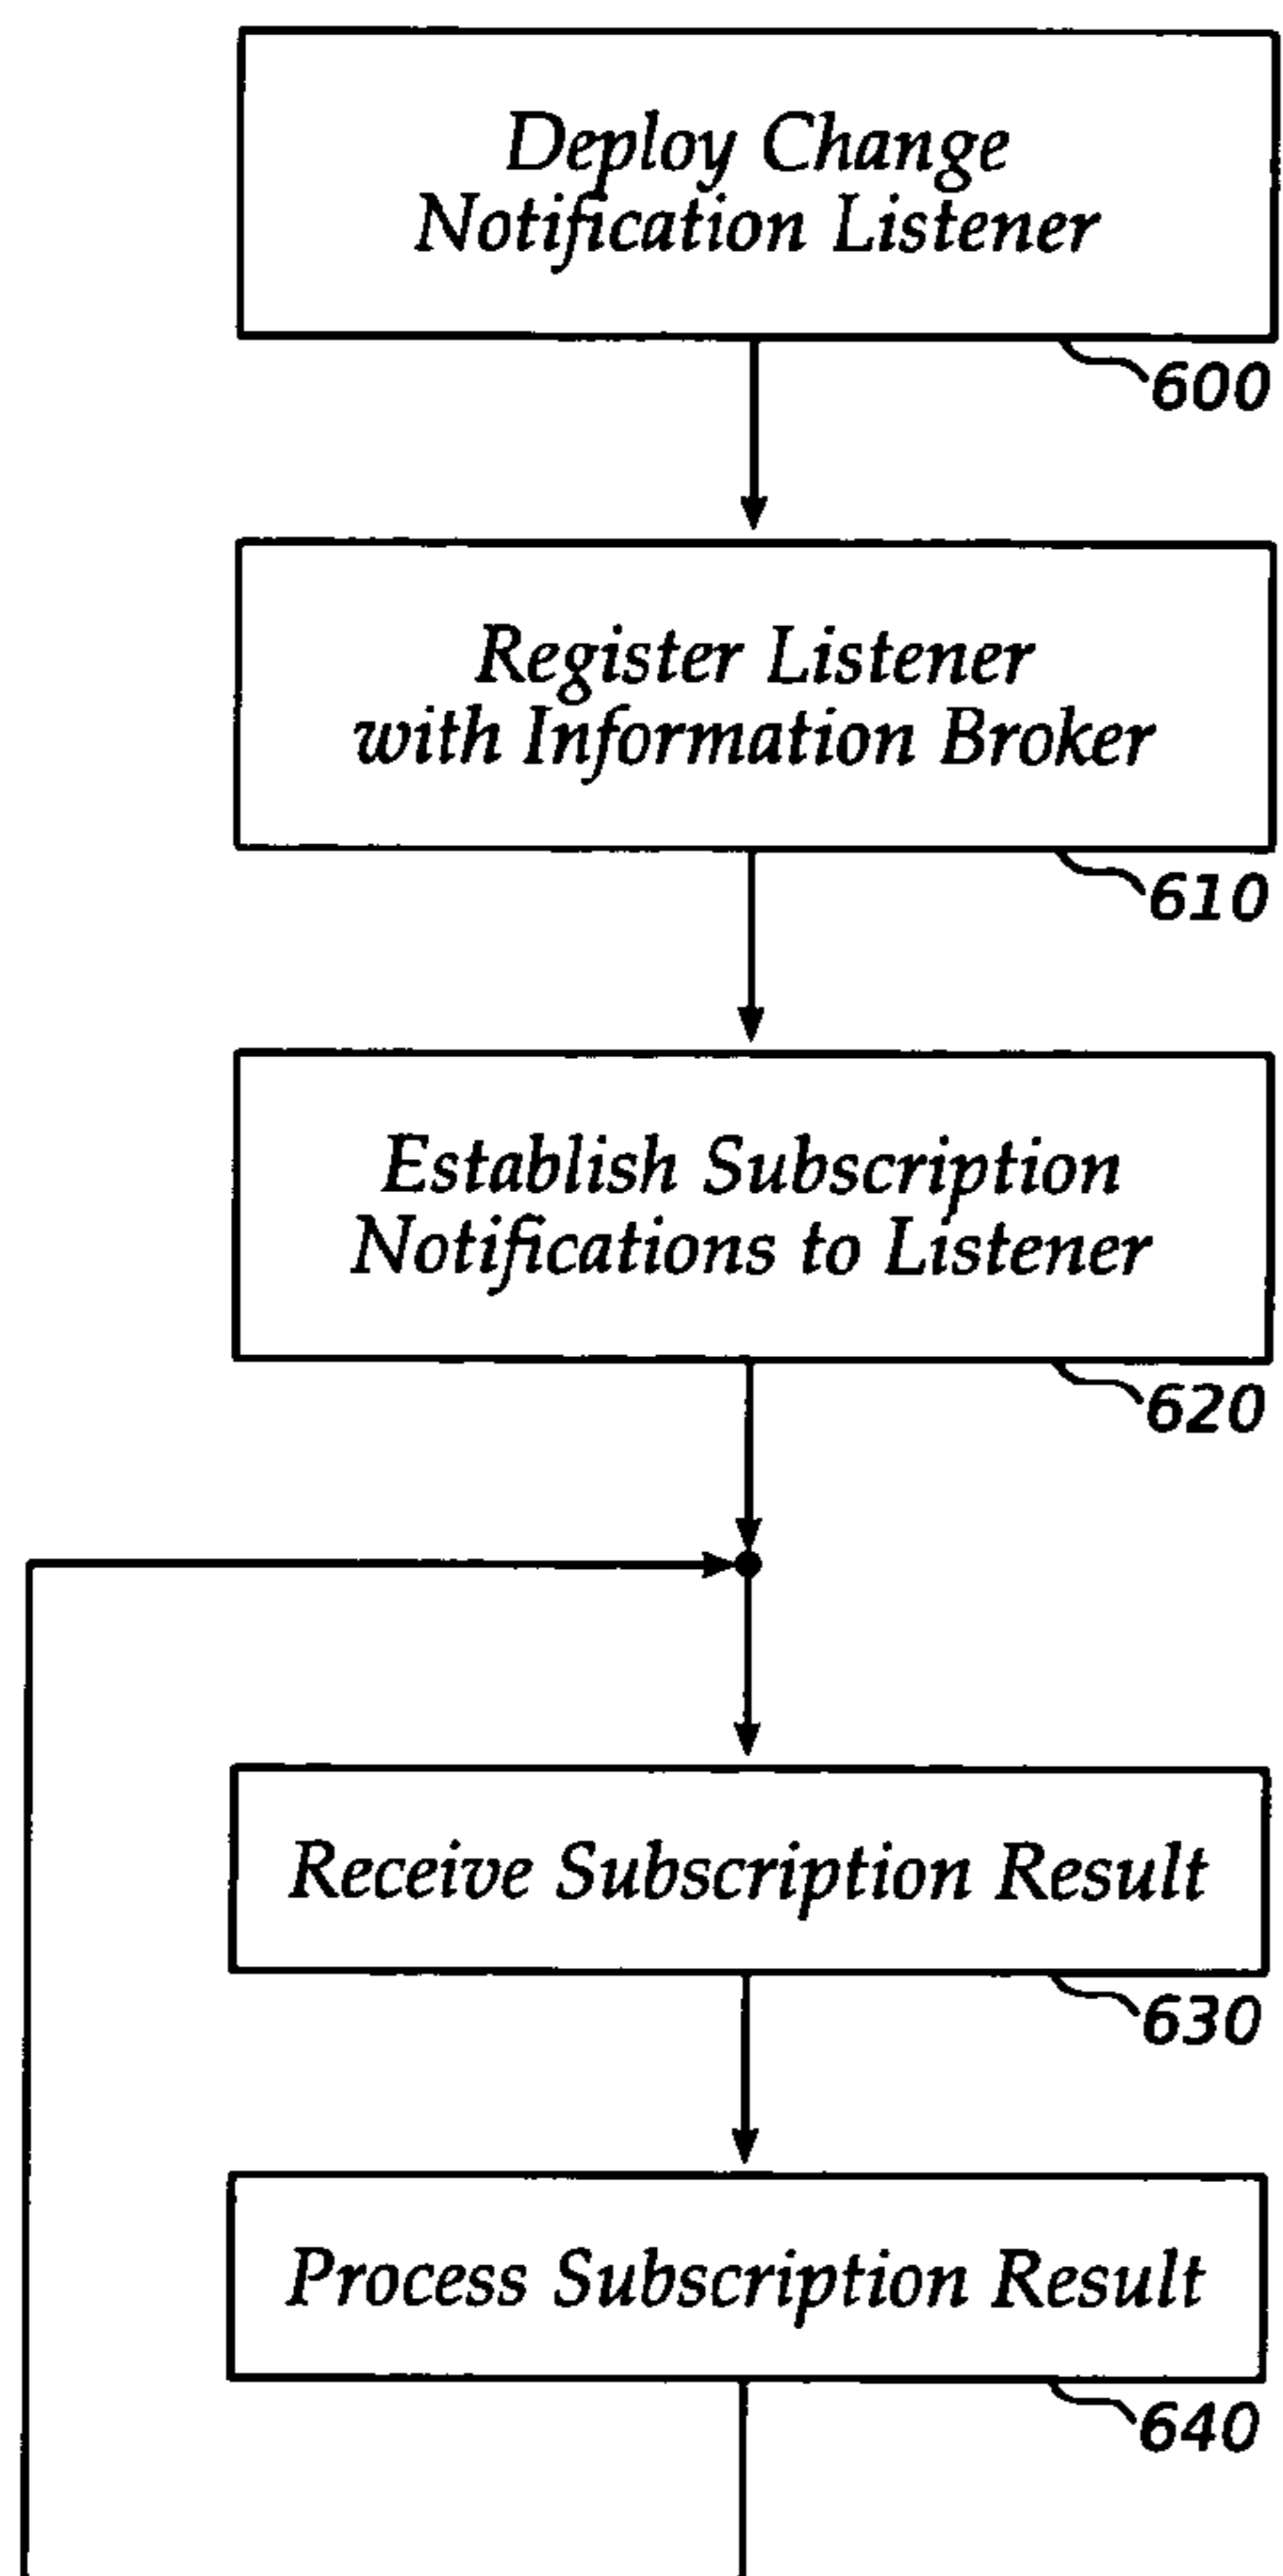 Deploy Change
Notification Listener
600
Register Listener
with Information Broker
610
Establish Subscription
Notifications to Listener
620
Receive Subscription Result
630
Process Subscription Result
640